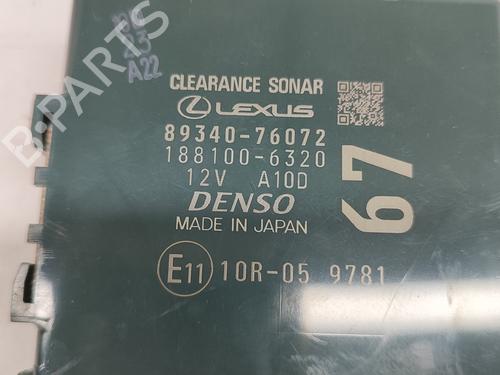 A22
CLEARANCE SONAR
LEXUS
89340-76072
188100-6320
12V A10D
DENSO
MADE IN JAPAN
67
E11 10R-05 9781
B-PARTS